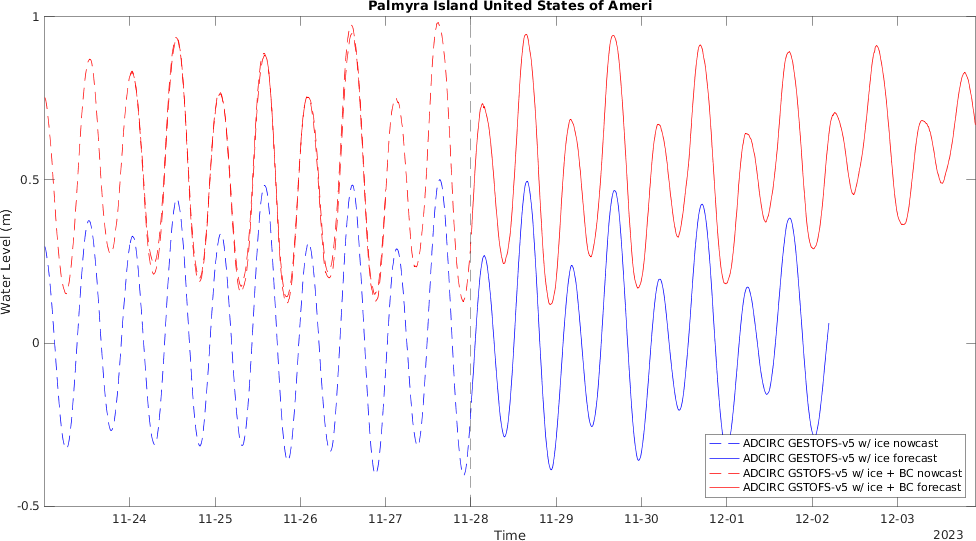 Palmyra Island United States of Ameri
1
0.5
0
-0.5
Water Level (m)
11-24 11-25 11-26 11-27 11-28 11-29 11-30 12-01 12-02 12-03
Time
2023
ADCIRC GESTOFS-v5 w/ ice nowcast
ADCIRC GESTOFS-v5 w/ ice forecast
ADCIRC GSTOFS-v5 w/ ice + BC nowcast
ADCIRC GSTOFS-v5 w/ ice + BC forecast